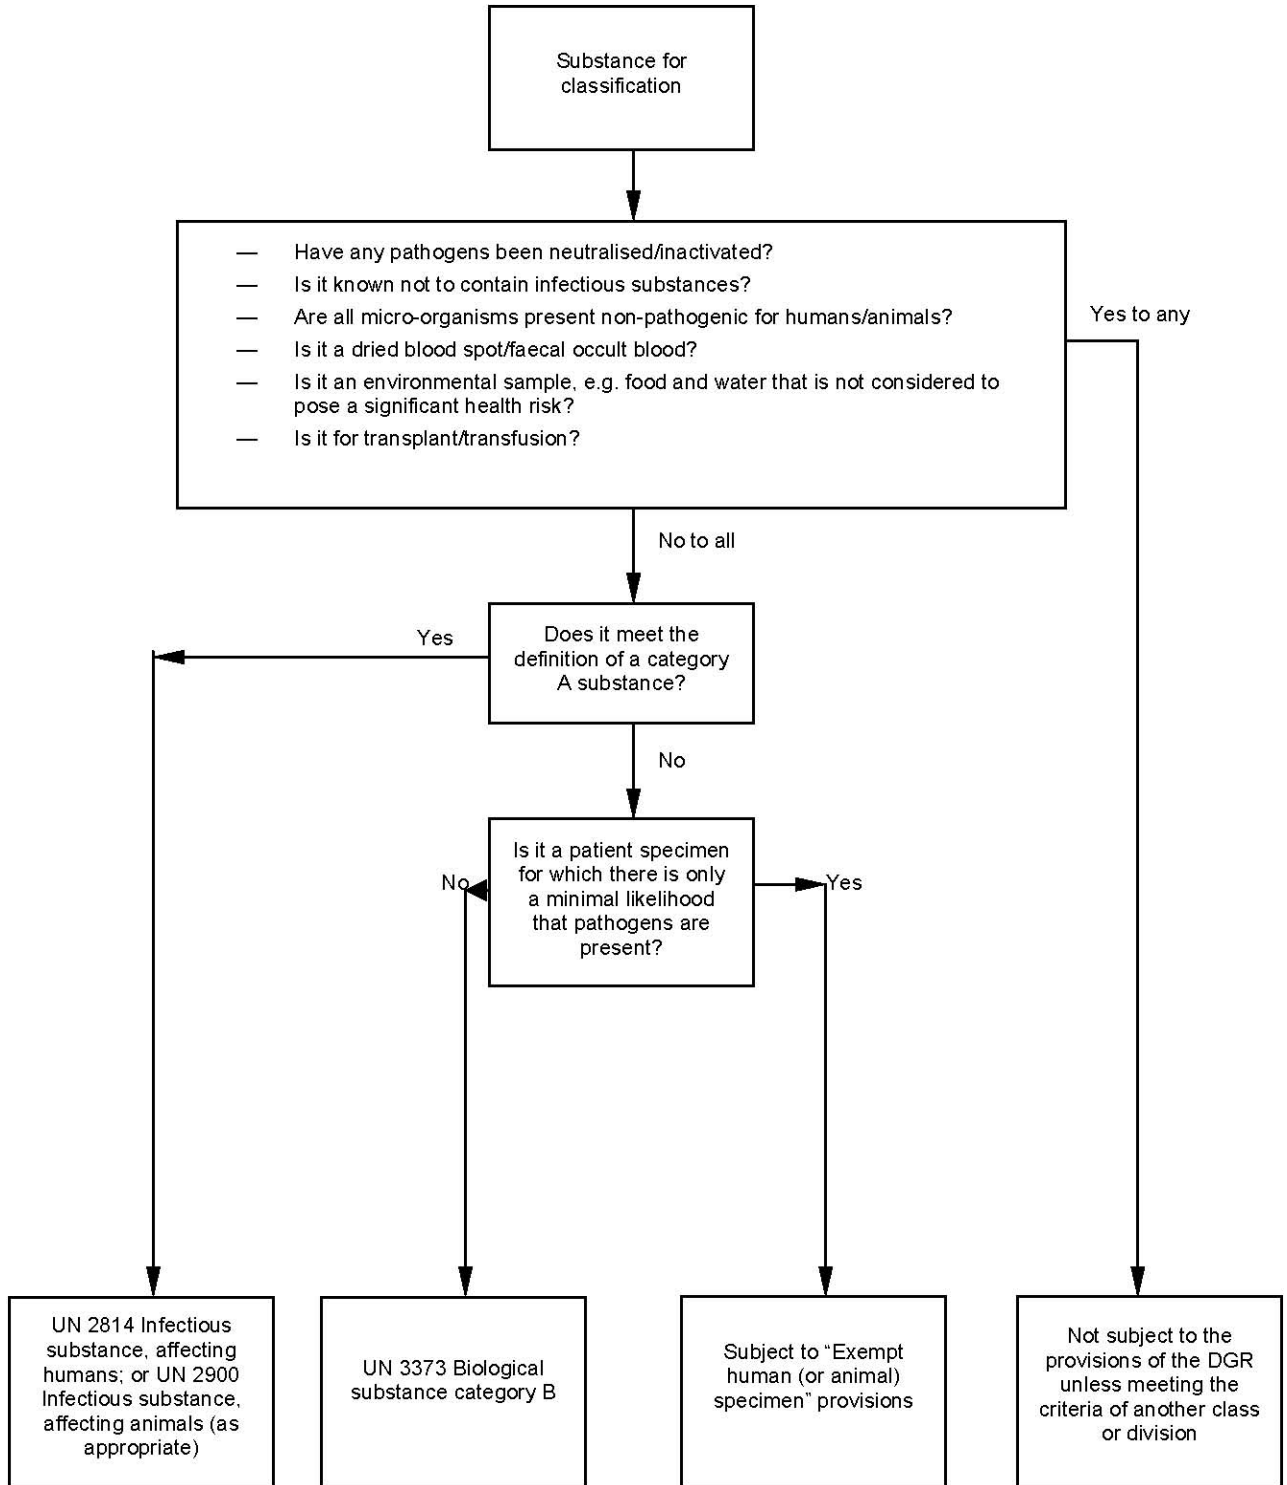 Substance for
classification
— Have any pathogens been neutralised/inactivated?
— Is it known not to contain infectious substances?
— Are all micro-organisms present non-pathogenic for humans/animals?
— Is it a dried blood spot/faecal occult blood?
— Is it an environmental sample, e.g. food and water that is not considered to
pose a significant health risk?
— Is it for transplant/transfusion?
Yes to any
No to all
Yes
Does it meet the
definition of a category
A substance?
No
Is it a patient specimen
for which there is only
a minimal likelihood
that pathogens are
present?
No
Yes
UN 2814 Infectious
substance, affecting
humans; or UN 2900
Infectious substance,
affecting animals (as
appropriate)
UN 3373 Biological
substance category B
Subject to “Exempt
human (or animal)
specimen” provisions
Not subject to the
provisions of the DGR
unless meeting the
criteria of another class
or division